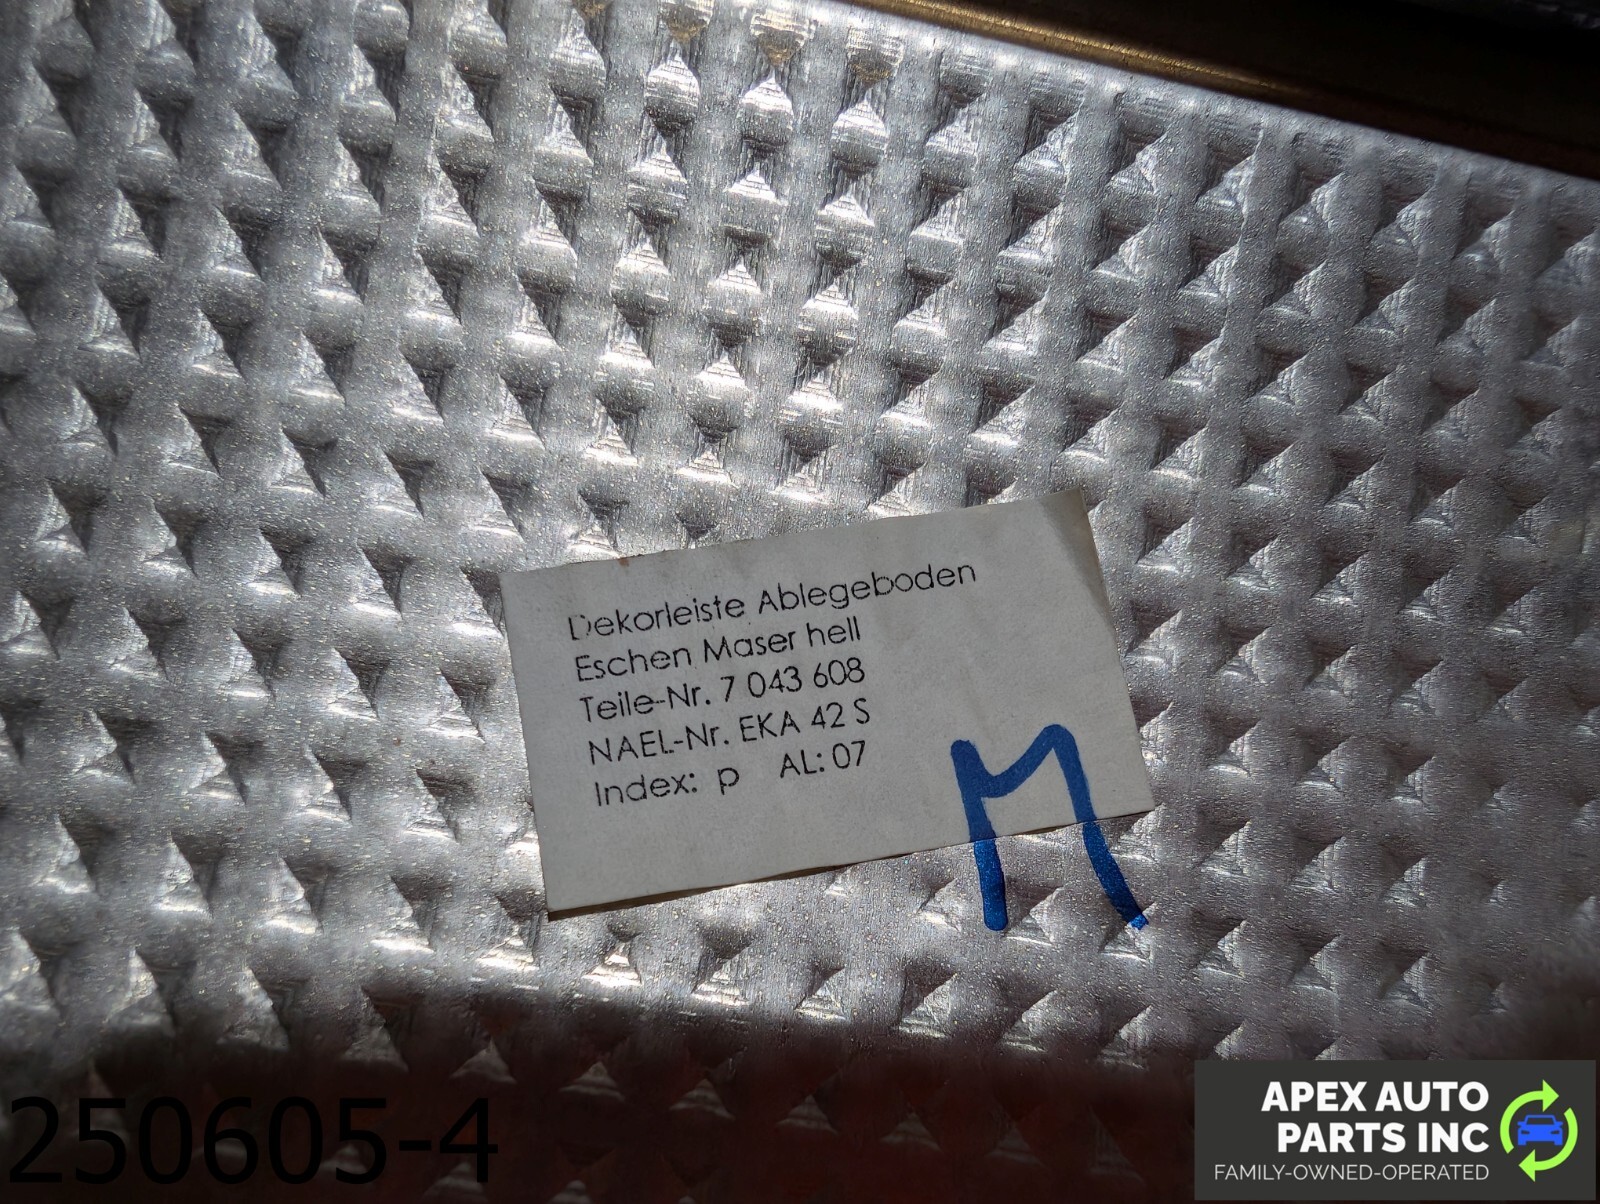 Dekorleiste Ablegeboden
Eschen Maser hell
Teile-Nr. 7 043 608
NAEL-Nr. EKA 42 S
Index: p AL: 07
M
250605-4
APEX AUTO
PARTS INC
FAMILY-OWNED-OPERATED